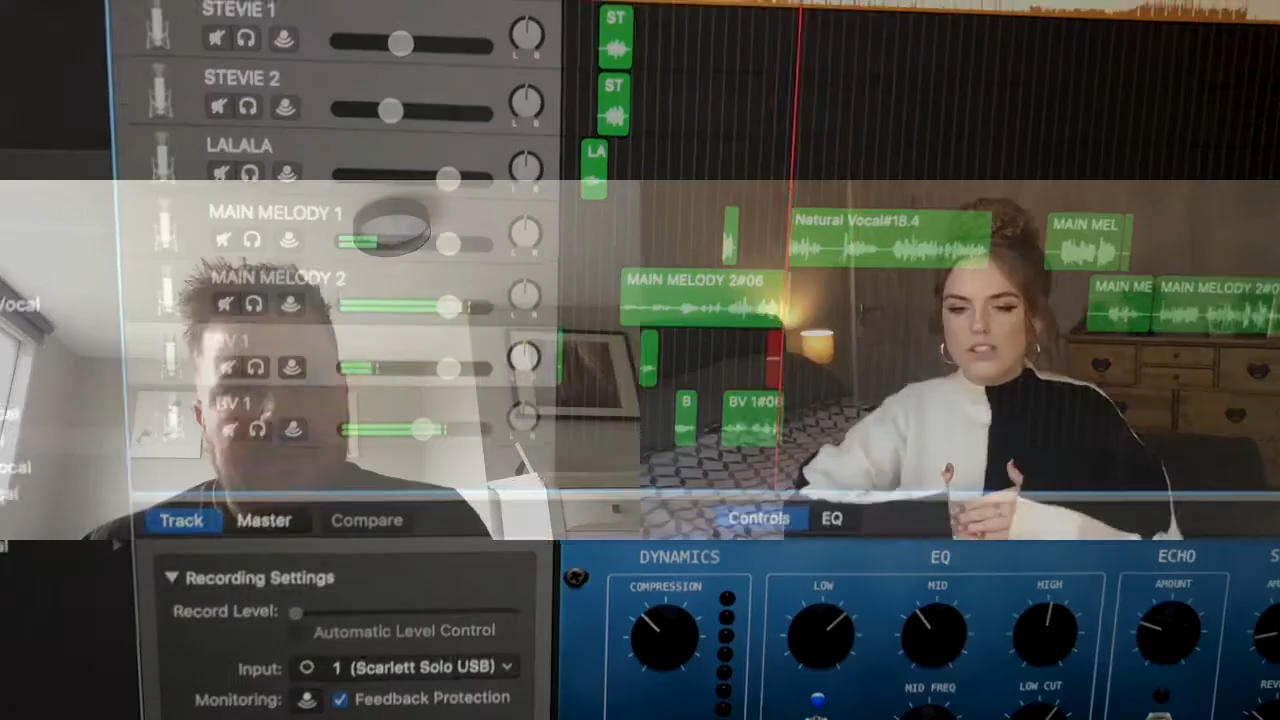 STEVIE 1
ST
L R
STEVIE 2
ST
L R
LALALA
LA
MAIN MELODY 1
Natural Vocal#18.4
MAIN MEL
L R
MAIN MELODY 2
MAIN MELODY 2#06
MAIN ME
MAIN MELODY 2#0
Vocal
L R
BV 1
L R
BV 1
B
BV 1#06
L R
Track
Master
Compare
Controls
EQ
Recording Settings
Record Level:
Automatic Level Control
Input: 1 (Scarlett Solo USB)
Monitoring: Feedback Protection
DYNAMICS
EQ
ECHO
COMPRESSION
LOW
MID
HIGH
AMOUNT
MID FREQ
LOW CUT